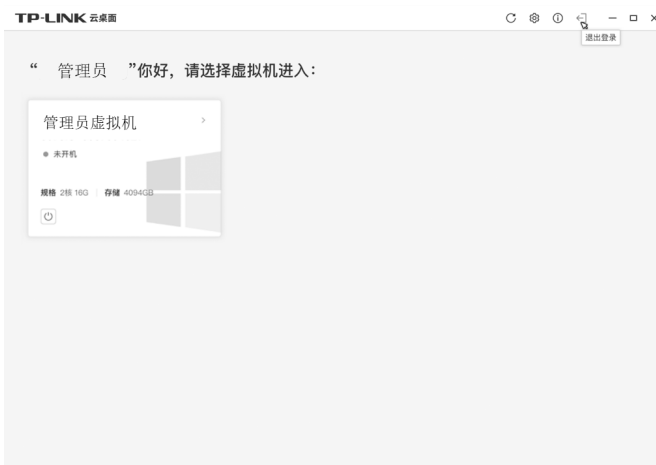 TP-LINK 云桌面
退出登录
“ 管理员 ”你好，请选择虚拟机进入：
管理员虚拟机
未开机
规格 2核 16G 存储 4094GB